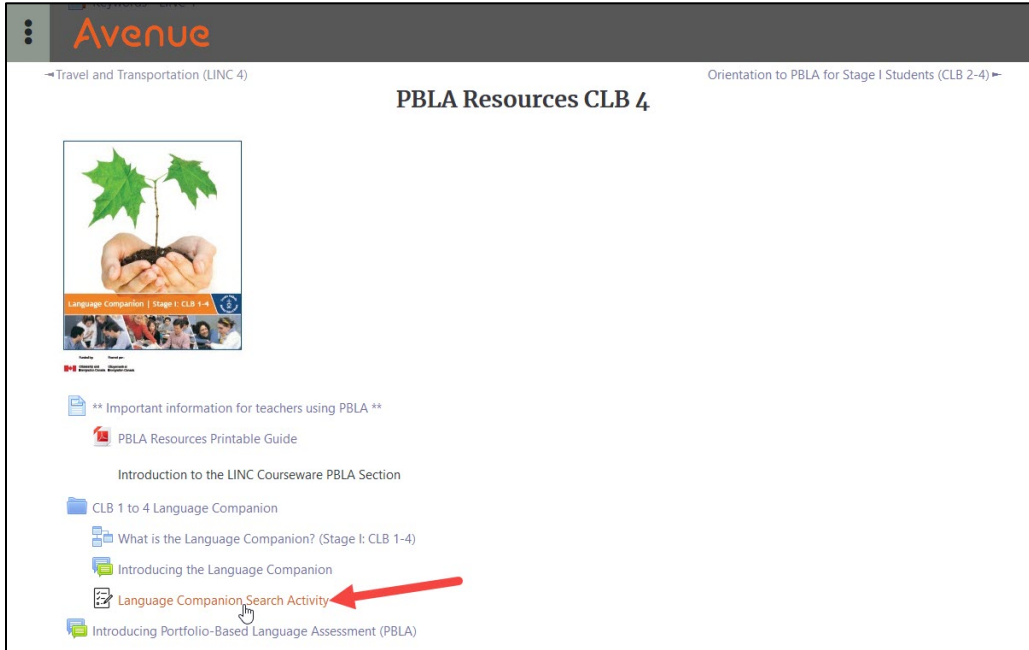 Avenue
Travel and Transportation (LINC 4)
Orientation to PBLA for Stage I Students (CLB 2-4)
PBLA Resources CLB 4
Language Companion | Stage I: CLB 1-4
** Important information for teachers using PBLA **
PBLA Resources Printable Guide
Introduction to the LINC Courseware PBLA Section
CLB 1 to 4 Language Companion
What is the Language Companion? (Stage I: CLB 1-4)
Introducing the Language Companion
Language Companion Search Activity
Introducing Portfolio-Based Language Assessment (PBLA)